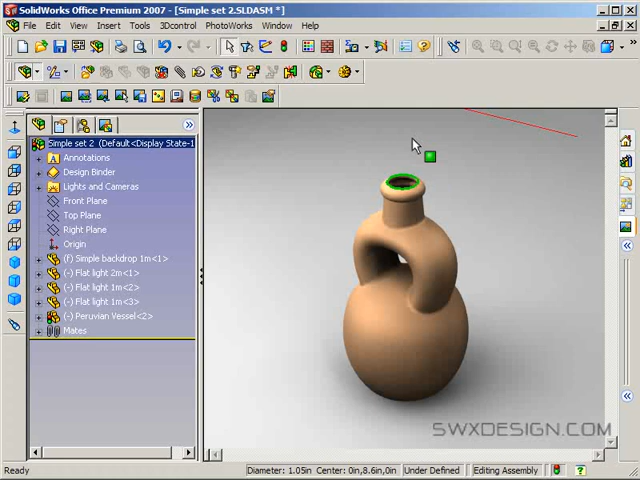 SolidWorks Office Premium 2007 - [Simple set 2.SLDASM *]
File Edit View Insert Tools Toolbox PhotoWorks Window Help
Simple set 2 (Default<Display State-1
Annotations
Design Binder
Lights and Cameras
Front Plane
Top Plane
Right Plane
Origin
(f) Simple backdrop 1m<1>
(-) Flat light 2m<1>
(-) Flat light 1m<2>
(-) Flat light 1m<3>
(-) Peruvian Vessel<2>
Mates
SWXDESIGN.COM
Ready
Diameter: 1.05in Center: 0in,8.6in,0in Under Defined Editing Assembly